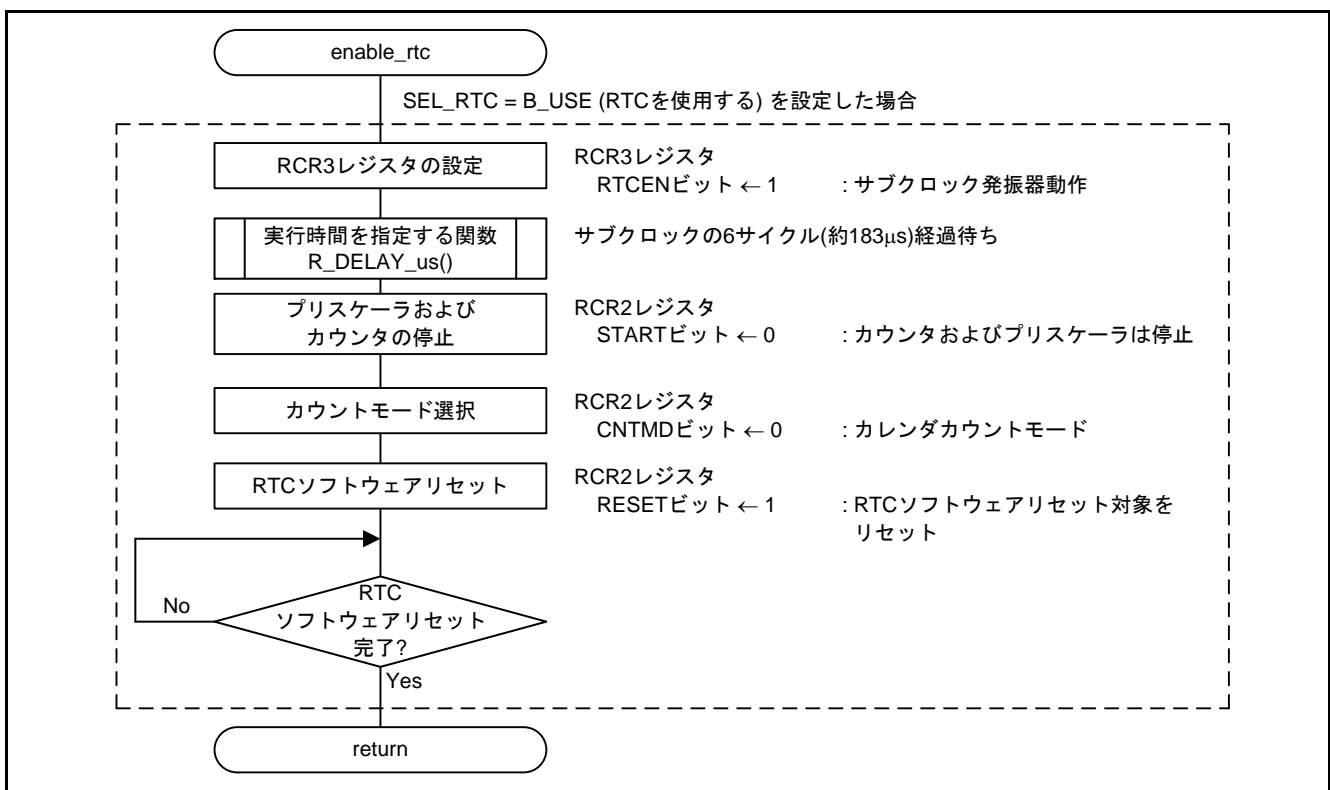 enable_rtc
SEL_RTC = B_USE (RTCを使用する) を設定した場合
RCR3レジスタの設定
RCR3レジスタ
RTCENビット ← 1 : サブクロック発振器動作
実行時間を指定する関数
R_DELAY_us()
サブクロックの6サイクル(約183μs)経過待ち
プリスケーラおよび
カウンタの停止
RCR2レジスタ
STARTビット ← 0 : カウンタおよびプリスケーラは停止
カウントモード選択
RCR2レジスタ
CNTMDビット ← 0 : カレンダカウントモード
RTCソフトウェアリセット
RCR2レジスタ
RESETビット ← 1 : RTCソフトウェアリセット対象を
リセット
RTC
ソフトウェアリセット
完了?
No
Yes
return